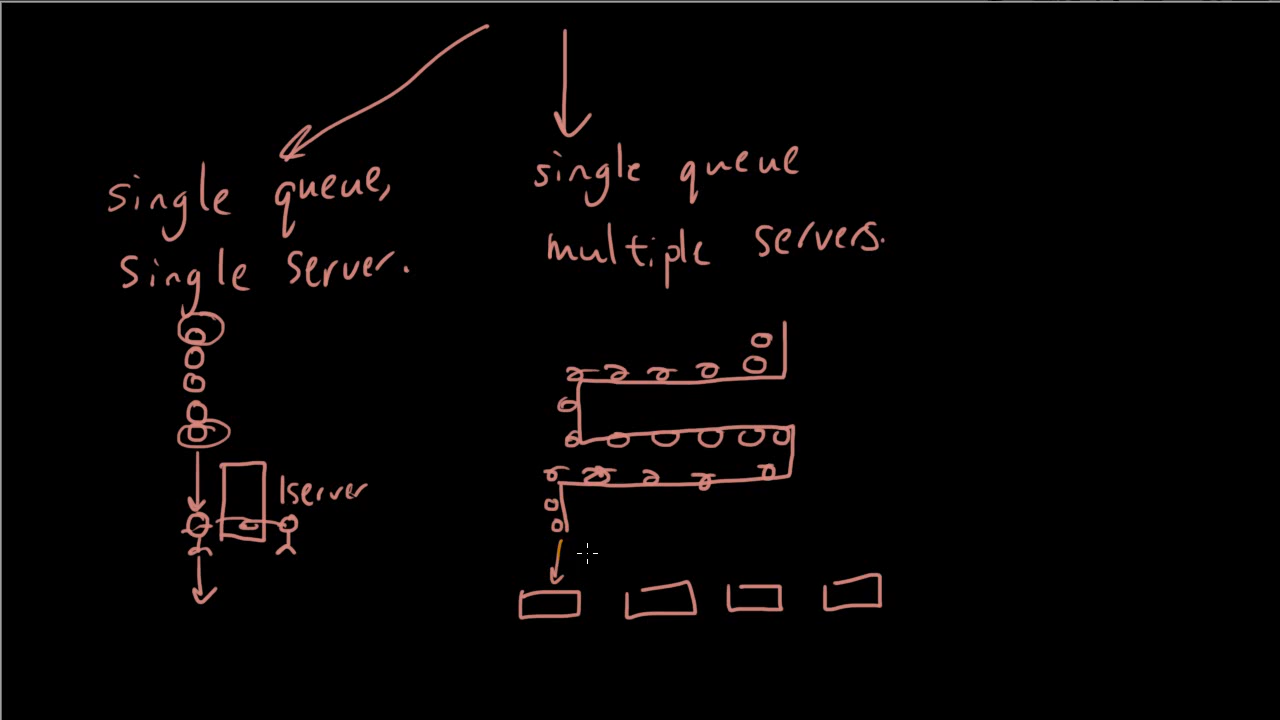 single queue,
single server.
1server
single queue
multiple servers.